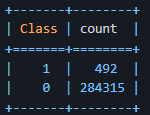 +-------+--------+
| Class | count |
+=======+========+
| 1 | 492 |
| 0 | 284315 |
+-------+--------+